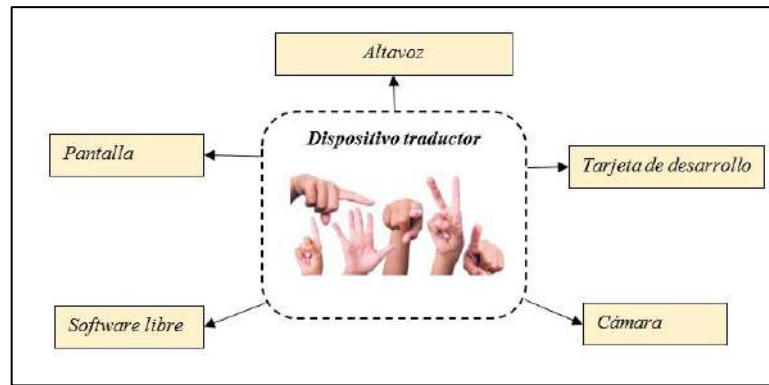 Altavoz
Dispositivo traductor
Pantalla
Tarjeta de desarrollo
Software libre
Cámara